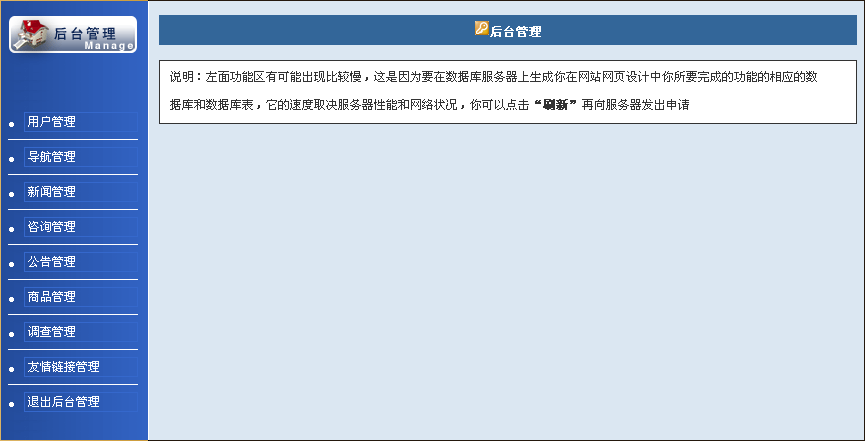 后台管理
Manage
用户管理
导航管理
新闻管理
咨询管理
公告管理
商品管理
调查管理
友情链接管理
退出后台管理
后台管理
说明：左面功能区有可能出现比较慢，这是因为要在数据库服务器上生成你在网站网页设计中你所要完成的功能的相应的数
据库和数据库表，它的速度取决服务器性能和网络状况，你可以点击“刷新”再向服务器发出申请